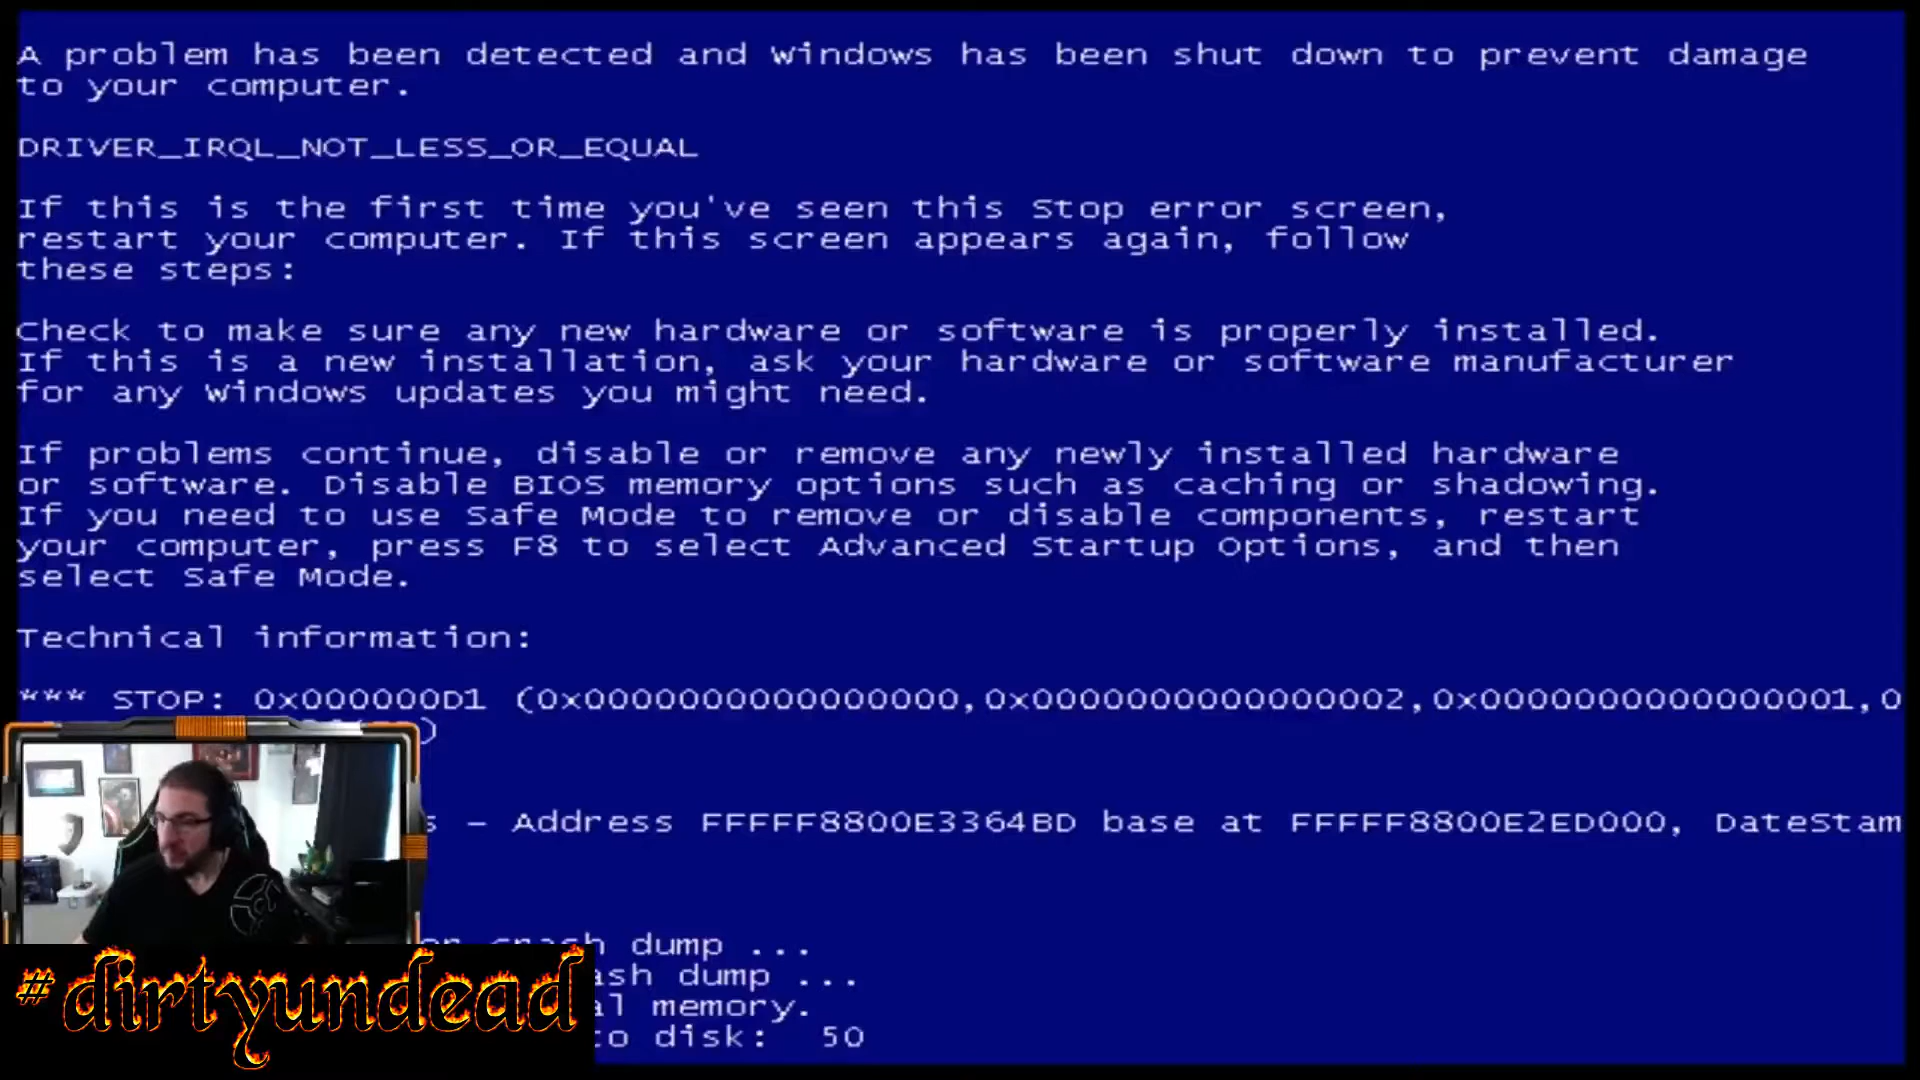 A problem has been detected and Windows has been shut down to prevent damage
to your computer.
DRIVER_IRQL_NOT_LESS_OR_EQUAL
If this is the first time you've seen this Stop error screen,
restart your computer. If this screen appears again, follow
these steps:
Check to make sure any new hardware or software is properly installed.
If this is a new installation, ask your hardware or software manufacturer
for any Windows updates you might need.
If problems continue, disable or remove any newly installed hardware
or software. Disable BIOS memory options such as caching or shadowing.
If you need to use Safe Mode to remove or disable components, restart
your computer, press F8 to select Advanced Startup Options, and then
select Safe Mode.
Technical information:
*** STOP: 0x000000D1 (0x0000000000000000,0x0000000000000002,0x0000000000000001,0
)
s - Address FFFFF8800E3364BD base at FFFFF8800E2ED000, DateStam
crash dump ...
ash dump ...
al memory.
to disk:  50
#dirtyundead